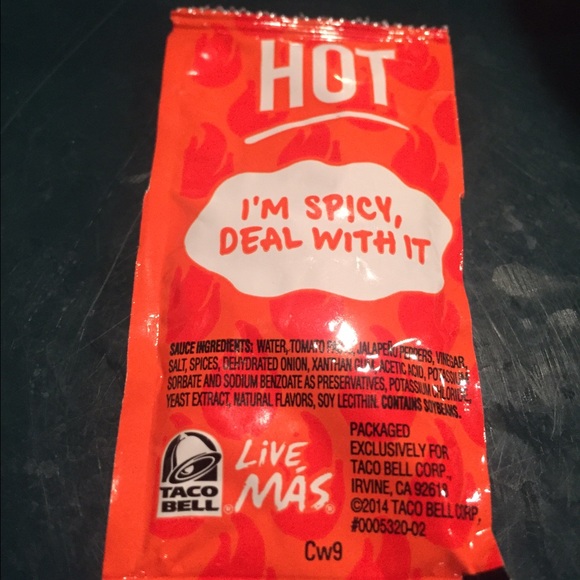 HOT
I'M SPICY,
DEAL WITH IT
SAUCE INGREDIENTS: WATER, TOMATO PASTE, JALAPEÑO PEPPERS, VINEGAR,
SALT, SPICES, DEHYDRATED ONION, XANTHAN GUM, ACETIC ACID, POTASSIUM
SORBATE AND SODIUM BENZOATE AS PRESERVATIVES, POTASSIUM CHLORIDE,
YEAST EXTRACT, NATURAL FLAVORS, SOY LECITHIN. CONTAINS SOYBEANS.
TACO
BELL®
LIVE
MÁS®
PACKAGED
EXCLUSIVELY FOR
TACO BELL CORP.,
IRVINE, CA 92618
©2014 TACO BELL CORP.
#0005320-02
Cw9